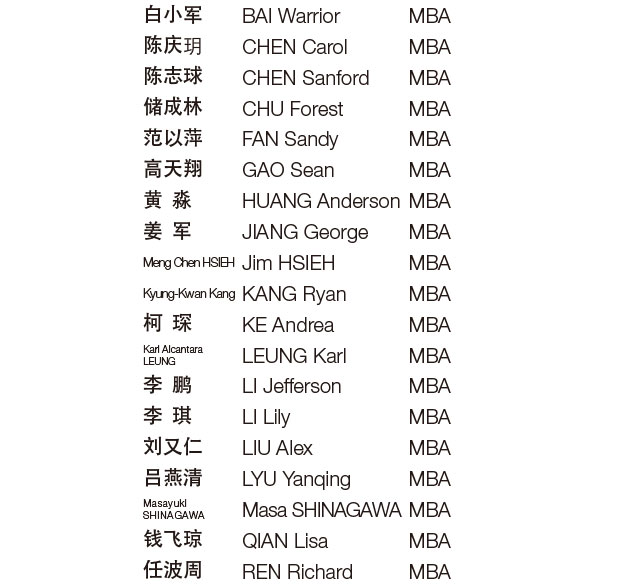 白小军 BAI Warrior MBA
陈庆玥 CHEN Carol MBA
陈志球 CHEN Sanford MBA
储成林 CHU Forest MBA
范以萍 FAN Sandy MBA
高天翔 GAO Sean MBA
黄 淼 HUANG Anderson MBA
姜 军 JIANG George MBA
Meng Chen HSIEH Jim HSIEH MBA
Kyung-Kwan Kang KANG Ryan MBA
柯 琛 KE Andrea MBA
Karl Alcantara
LEUNG LEUNG Karl MBA
李 鹏 LI Jefferson MBA
李 琪 LI Lily MBA
刘又仁 LIU Alex MBA
吕燕清 LYU Yanqing MBA
Masayuki
SHINAGAWA Masa SHINAGAWA MBA
钱飞琼 QIAN Lisa MBA
任波周 REN Richard MBA